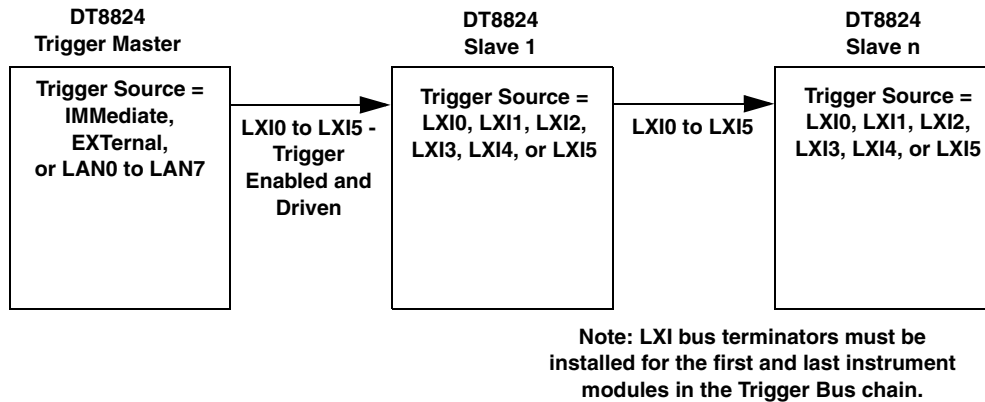 DT8824
Trigger Master
Trigger Source =
IMMediate,
EXTernal,
or LAN0 to LAN7
LXI0 to LXI5 -
Trigger
Enabled and
Driven
DT8824
Slave 1
Trigger Source =
LXI0, LXI1, LXI2,
LXI3, LXI4, or LXI5
LXI0 to LXI5
DT8824
Slave n
Trigger Source =
LXI0, LXI1, LXI2,
LXI3, LXI4, or LXI5
Note: LXI bus terminators must be
installed for the first and last instrument
modules in the Trigger Bus chain.